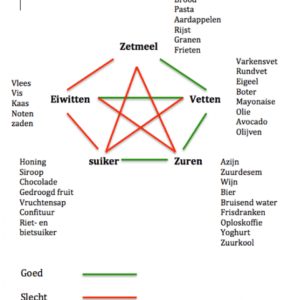 Brood
Pasta
Aardappelen
Rijst
Granen
Frieten
Zetmeel
Vlees
Vis
Kaas
Noten
zaden
Eiwitten
Vetten
Varkensvet
Rundvet
Eigeel
Boter
Mayonaise
Olie
Avocado
Olijven
suiker
Zuren
Honing
Siroop
Chocolade
Gedroogd fruit
Vruchtensap
Confituur
Riet- en
bietsuiker
Azijn
Zuurdesem
Wijn
Bier
Bruisend water
Frisdranken
Oploskoffie
Yoghurt
Zuurkool
Goed
Slecht